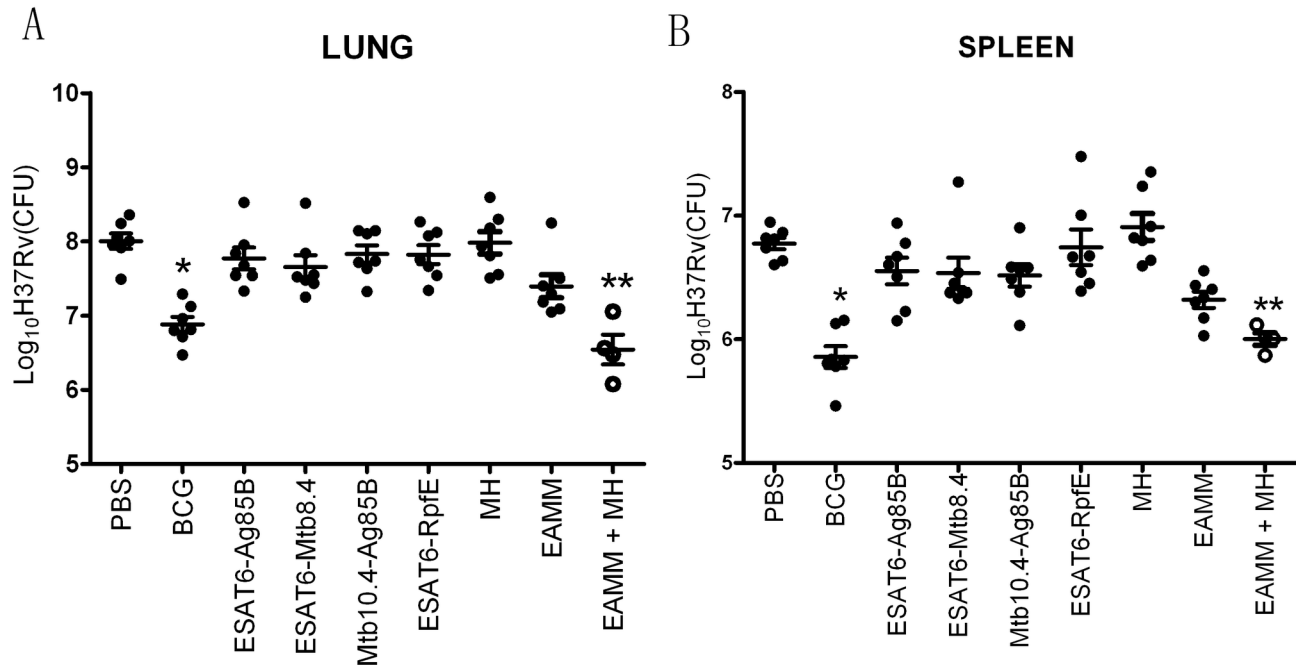 A
LUNG
Log10H37Rv(CFU)
10
9
8
7
6
5
*
**
PBS
BCG
ESAT6-Ag85B
ESAT6-Mtb8.4
Mtb10.4-Ag85B
ESAT6-RpfE
MH
EAMM
EAMM + MH
B
SPLEEN
Log10H37Rv(CFU)
8
7
6
5
*
**
PBS
BCG
ESAT6-Ag85B
ESAT6-Mtb8.4
Mtb10.4-Ag85B
ESAT6-RpfE
MH
EAMM
EAMM + MH